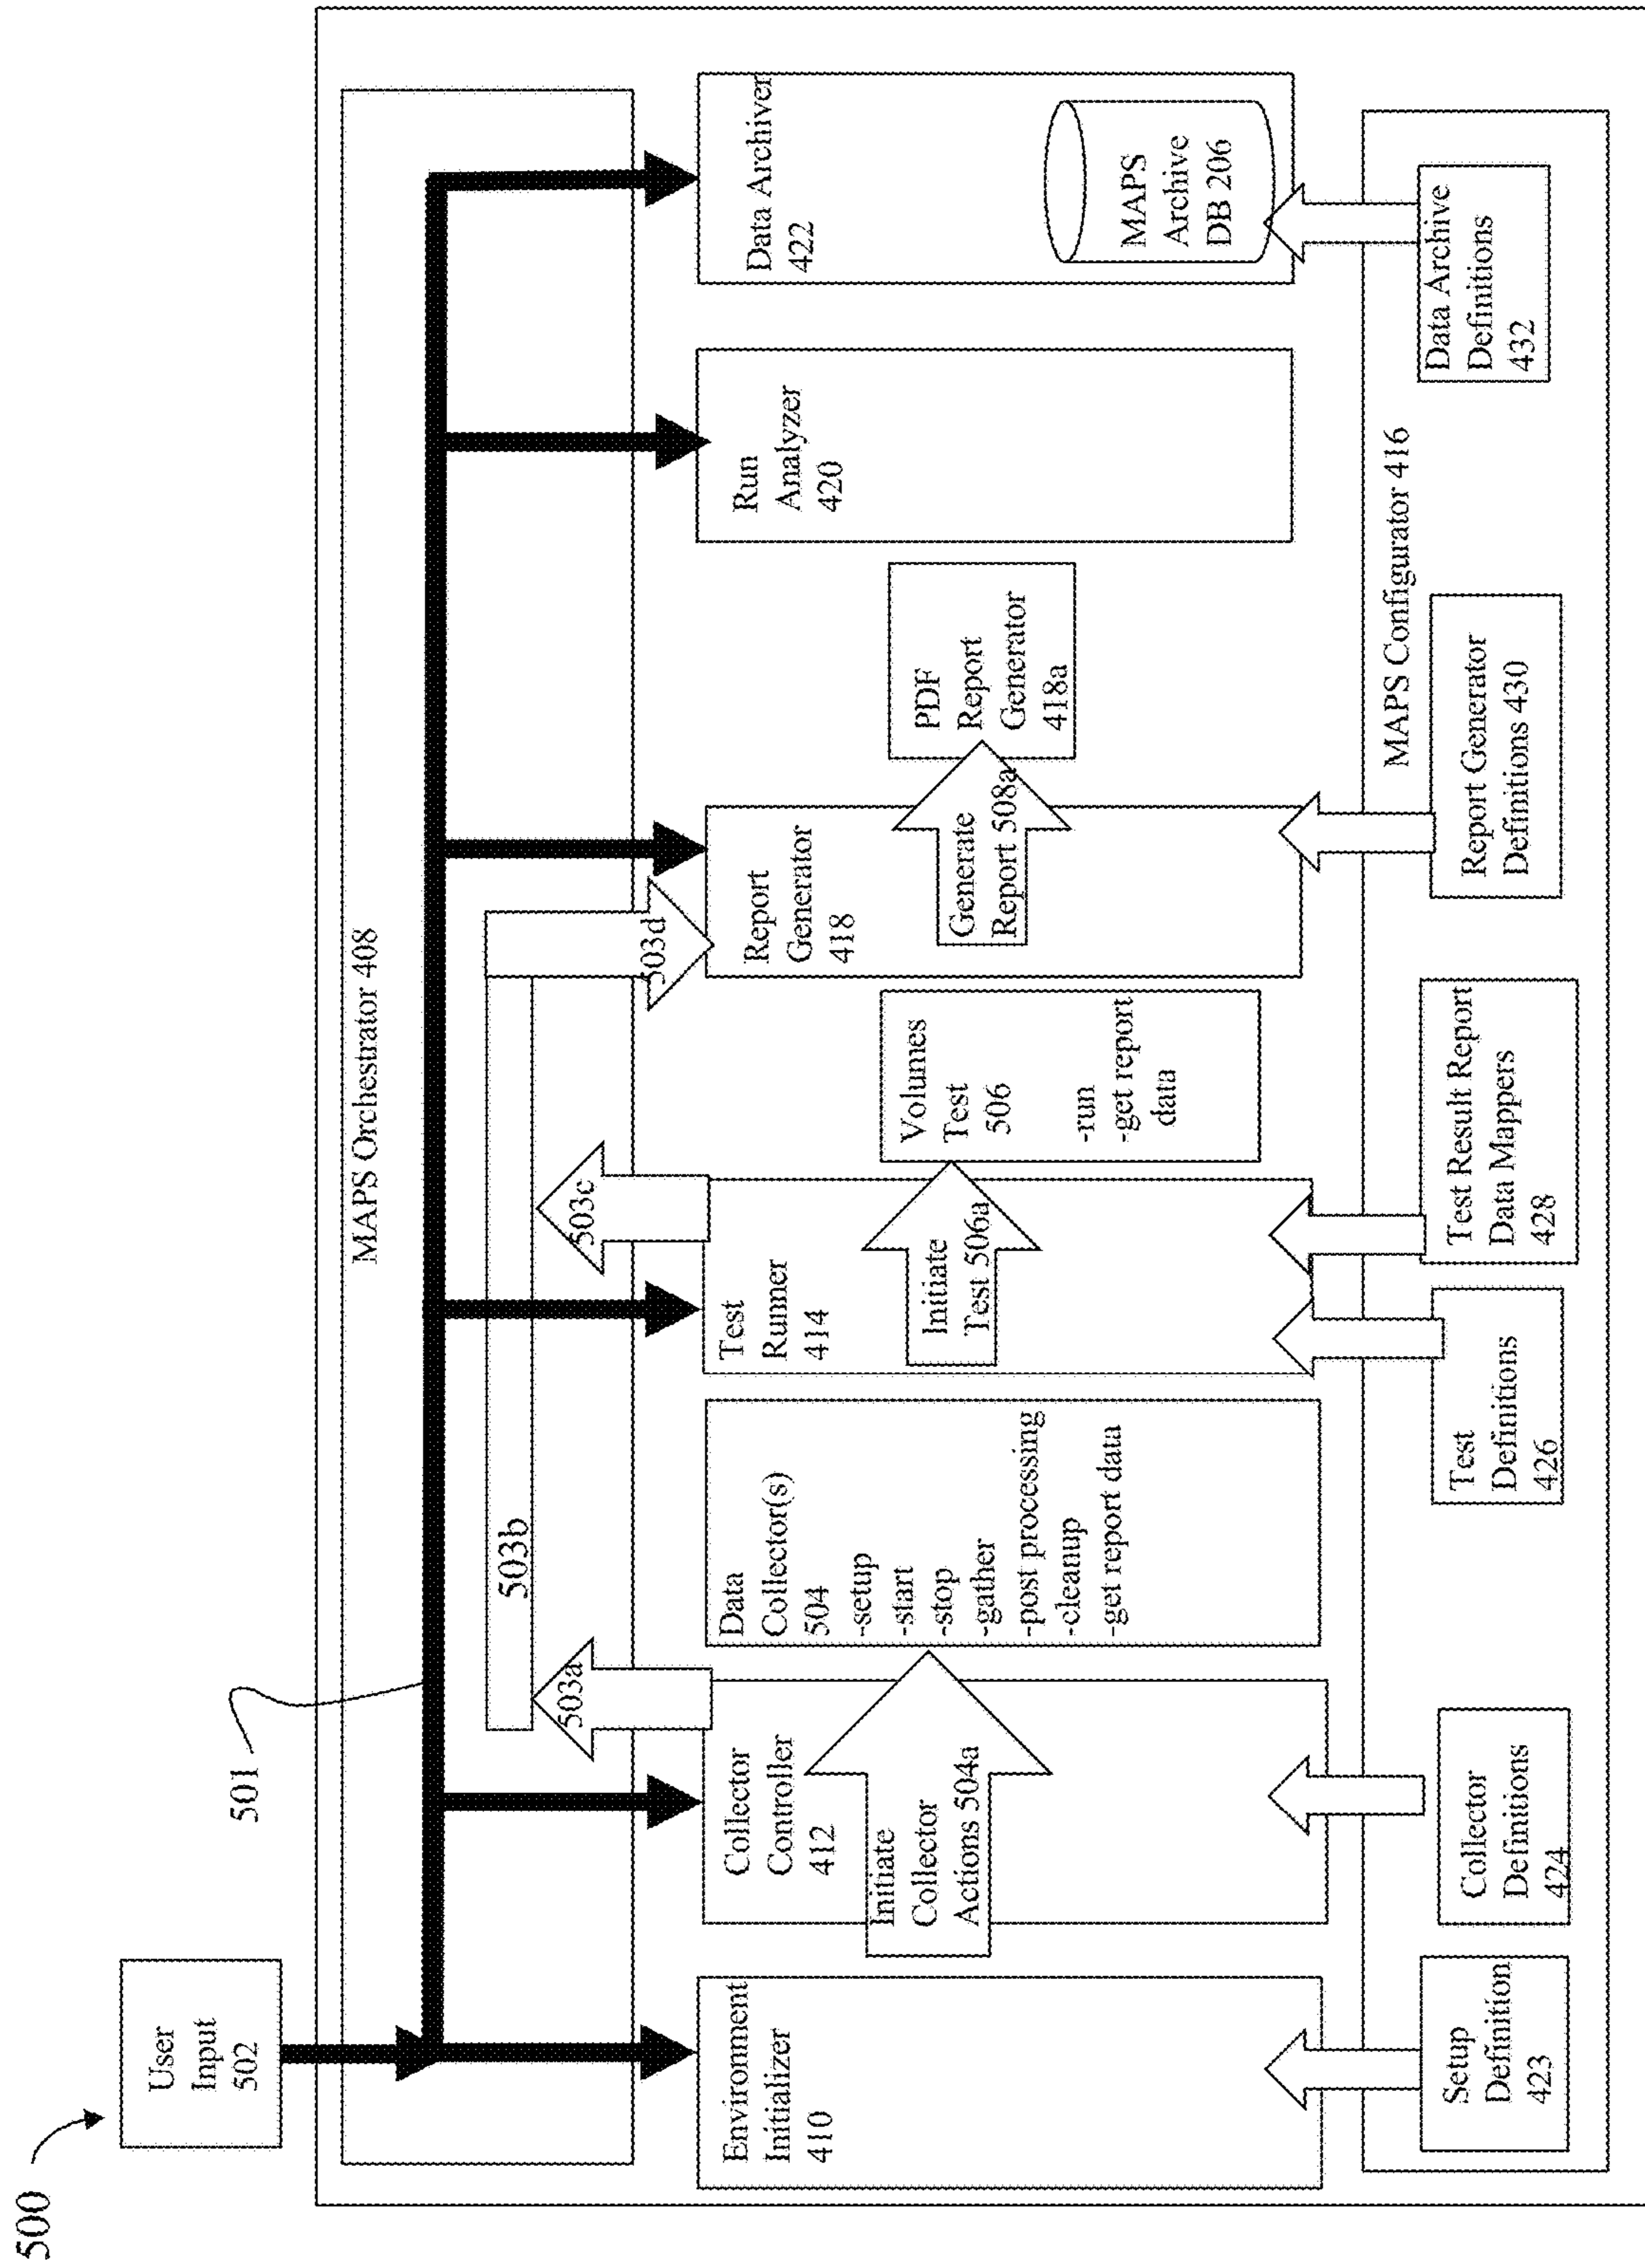 500
User
Input
502
501
MAPS Orchestrator 408
503a
503b
503c
503d
Environment
Initializer
410
Collector
Controller
412
Initiate
Collector
Actions 504a
Data
Collector(s)
504
-setup
-start
-stop
-gather
-post processing
-cleanup
-get report data
Test
Runner
414
Initiate
Test 506a
Volumes
Test
506
-run
-get report
data
Report
Generator
418
Generate
Report 508a
PDF
Report
Generator
418a
Run
Analyzer
420
Data Archiver
422
MAPS
Archive
DB 206
MAPS Configurator 416
Setup
Definition
423
Collector
Definitions
424
Test
Definitions
426
Test Result Report
Data Mappers
428
Report Generator
Definitions 430
Data Archive
Definitions
432